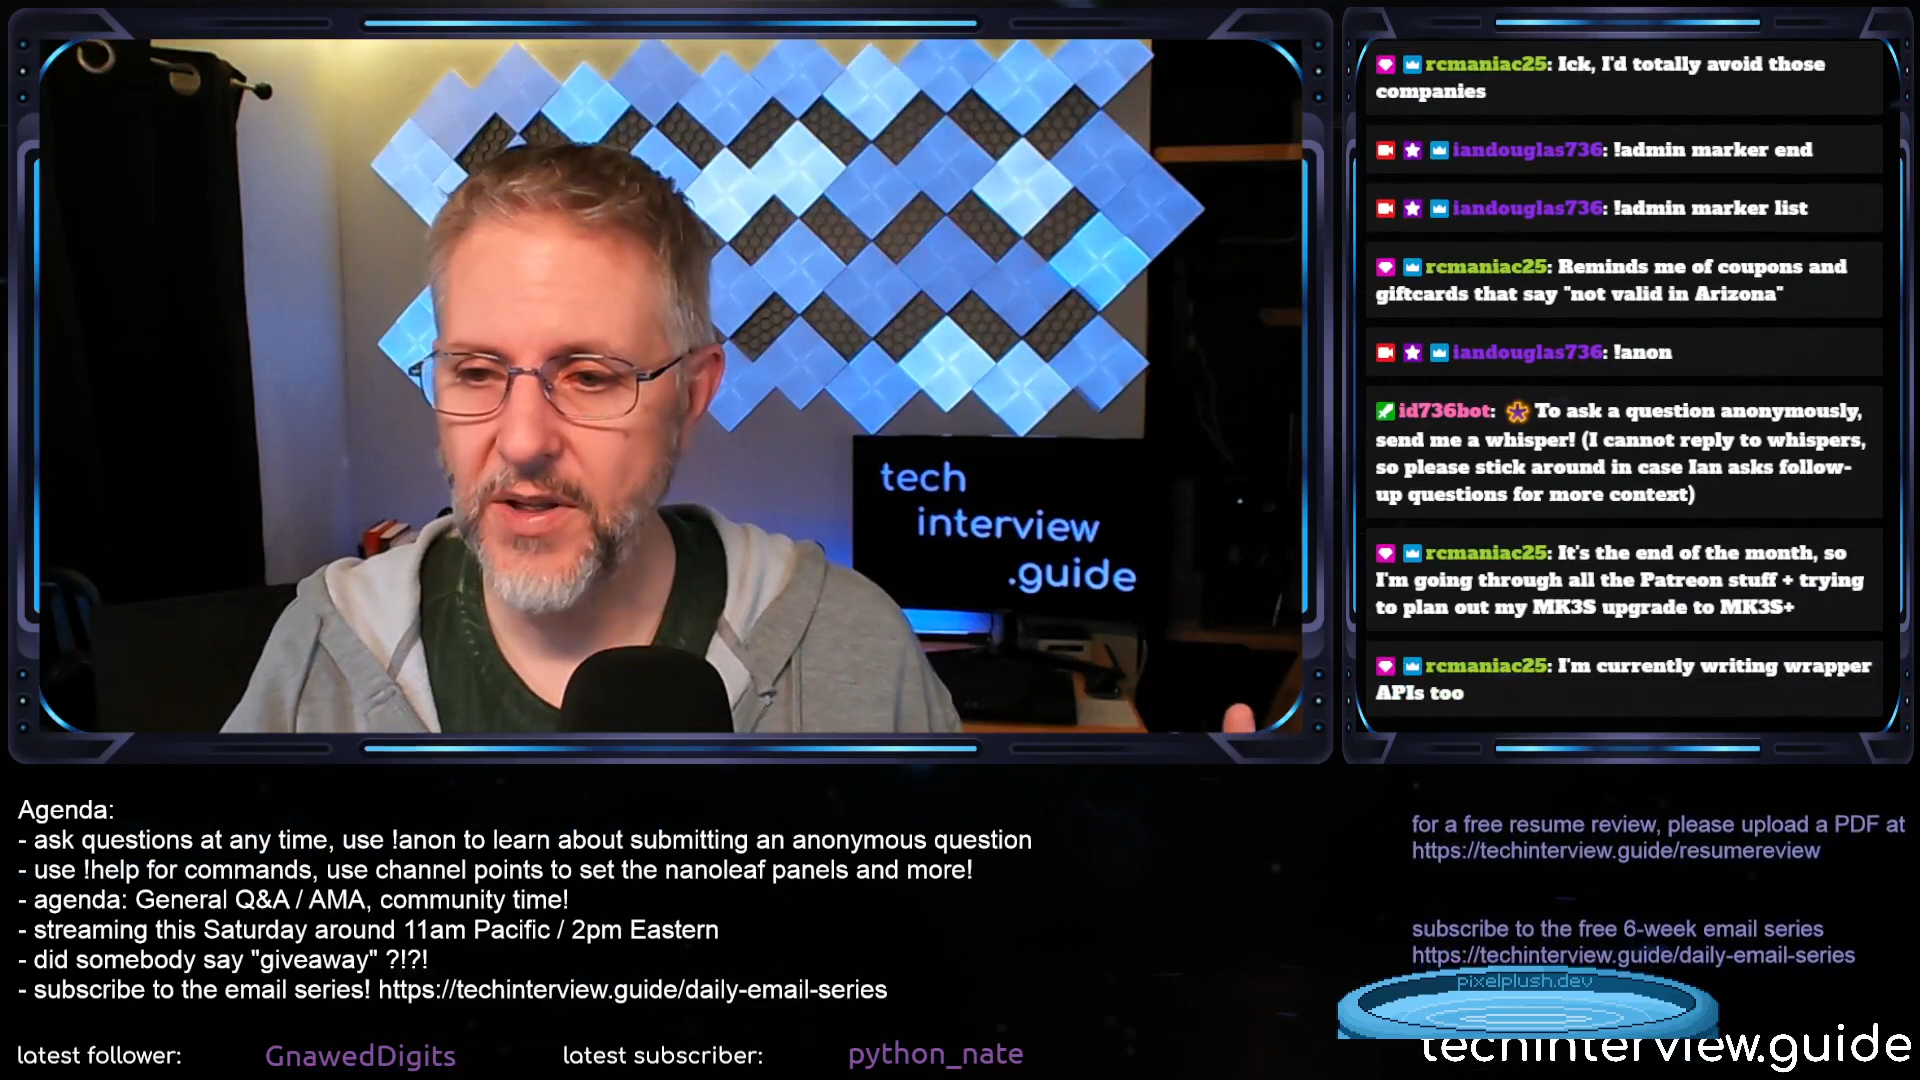 rcmaniac25: Ick, I'd totally avoid those
companies
iandouglas736: !admin marker end
iandouglas736: !admin marker list
rcmaniac25: Reminds me of coupons and
giftcards that say "not valid in Arizona"
iandouglas736: !anon
id736bot: To ask a question anonymously,
send me a whisper! (I cannot reply to whispers,
so please stick around in case Ian asks follow-
up questions for more context)
rcmaniac25: It's the end of the month, so
I'm going through all the Patreon stuff + trying
to plan out my MK3S upgrade to MK3S+
rcmaniac25: I'm currently writing wrapper
APIs too
tech
interview
.guide
Agenda:
- ask questions at any time, use !anon to learn about submitting an anonymous question
- use !help for commands, use channel points to set the nanoleaf panels and more!
- agenda: General Q&A / AMA, community time!
- streaming this Saturday around 11am Pacific / 2pm Eastern
- did somebody say "giveaway" ?!?!
- subscribe to the email series! https://techinterview.guide/daily-email-series
for a free resume review, please upload a PDF at
https://techinterview.guide/resumereview
subscribe to the free 6-week email series
https://techinterview.guide/daily-email-series
pixelplush.dev
techinterview.guide
latest follower: GnawedDigits latest subscriber: python_nate